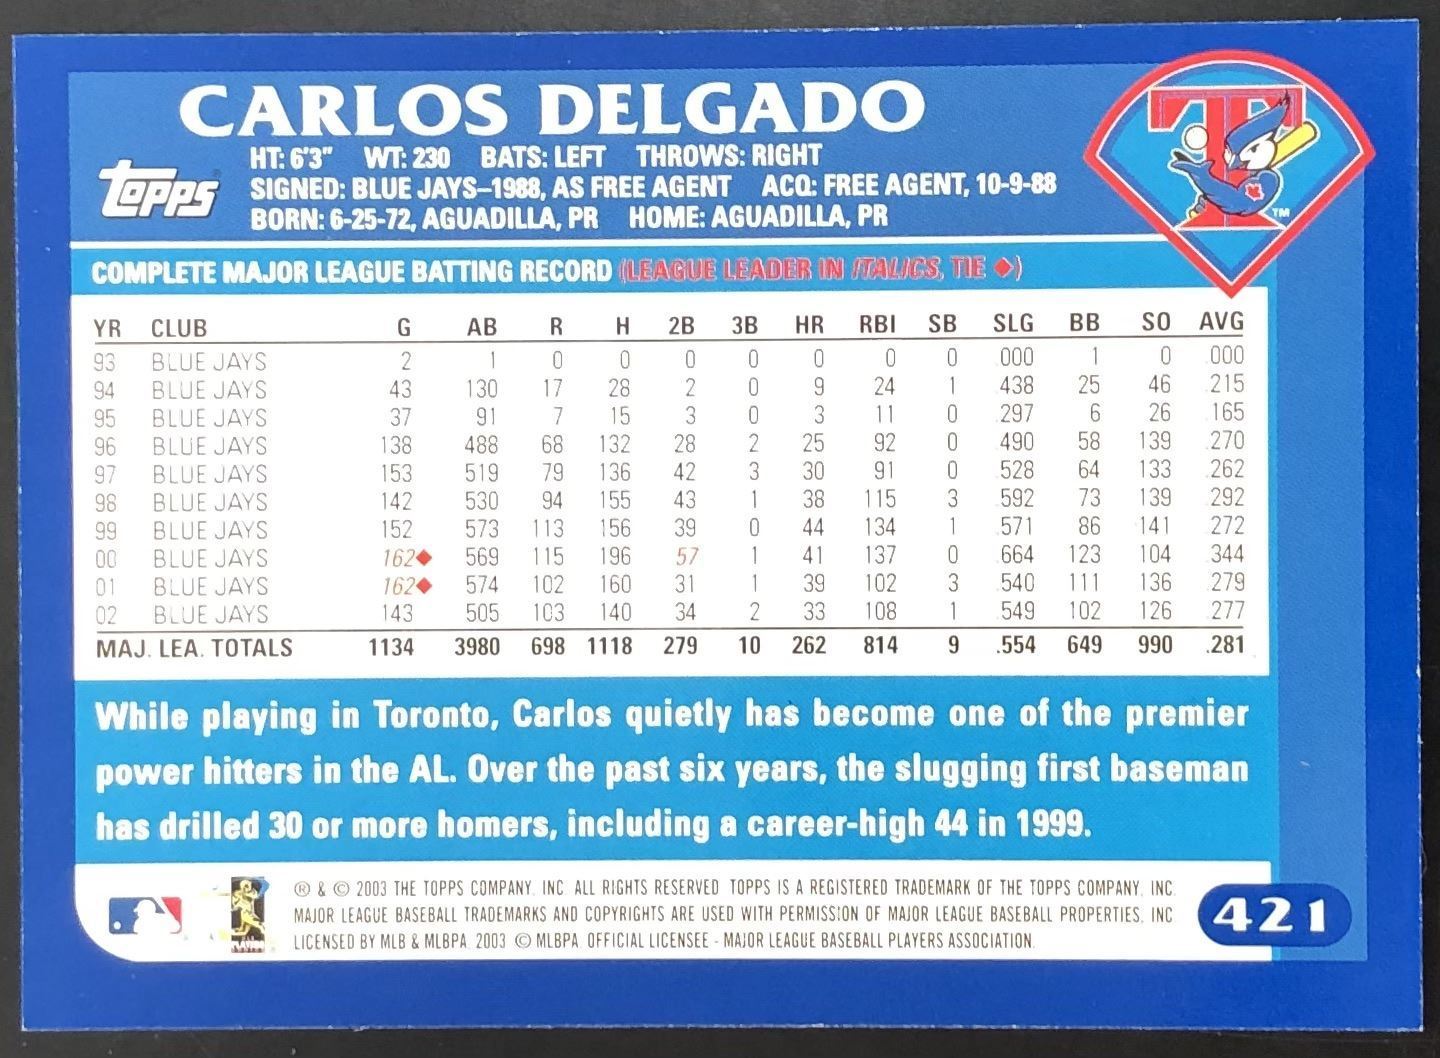 CARLOS DELGADO
HT: 6'3" WT: 230 BATS: LEFT THROWS: RIGHT
SIGNED: BLUE JAYS–1988, AS FREE AGENT ACQ: FREE AGENT, 10-9-88
BORN: 6-25-72, AGUADILLA, PR HOME: AGUADILLA, PR
Topps
T
TM
COMPLETE MAJOR LEAGUE BATTING RECORD (LEAGUE LEADER IN ITALICS, TIE ◆)
YR CLUB G AB R H 2B 3B HR RBI SB SLG BB SO AVG
93 BLUE JAYS 2 1 0 0 0 0 0 0 0 .000 1 0 .000
94 BLUE JAYS 43 130 17 28 2 0 9 24 1 .438 25 46 .215
95 BLUE JAYS 37 91 7 15 3 0 3 11 0 .297 6 26 .165
96 BLUE JAYS 138 488 68 132 28 2 25 92 0 .490 58 139 .270
97 BLUE JAYS 153 519 79 136 42 3 30 91 0 .528 64 133 .262
98 BLUE JAYS 142 530 94 155 43 1 38 115 3 .592 73 139 .292
99 BLUE JAYS 152 573 113 156 39 0 44 134 1 .571 86 141 .272
00 BLUE JAYS 162◆ 569 115 196 57 1 41 137 0 .664 123 104 .344
01 BLUE JAYS 162◆ 574 102 160 31 1 39 102 3 .540 111 136 .279
02 BLUE JAYS 143 505 103 140 34 2 33 108 1 .549 102 126 .277
MAJ. LEA. TOTALS 1134 3980 698 1118 279 10 262 814 9 .554 649 990 .281
While playing in Toronto, Carlos quietly has become one of the premier
power hitters in the AL. Over the past six years, the slugging first baseman
has drilled 30 or more homers, including a career-high 44 in 1999.
® & © 2003 THE TOPPS COMPANY, INC. ALL RIGHTS RESERVED. TOPPS IS A REGISTERED TRADEMARK OF THE TOPPS COMPANY, INC.
MAJOR LEAGUE BASEBALL TRADEMARKS AND COPYRIGHTS ARE USED WITH PERMISSION OF MAJOR LEAGUE BASEBALL PROPERTIES, INC.
LICENSED BY MLB & MLBPA. 2003 © MLBPA. OFFICIAL LICENSEE - MAJOR LEAGUE BASEBALL PLAYERS ASSOCIATION.
421